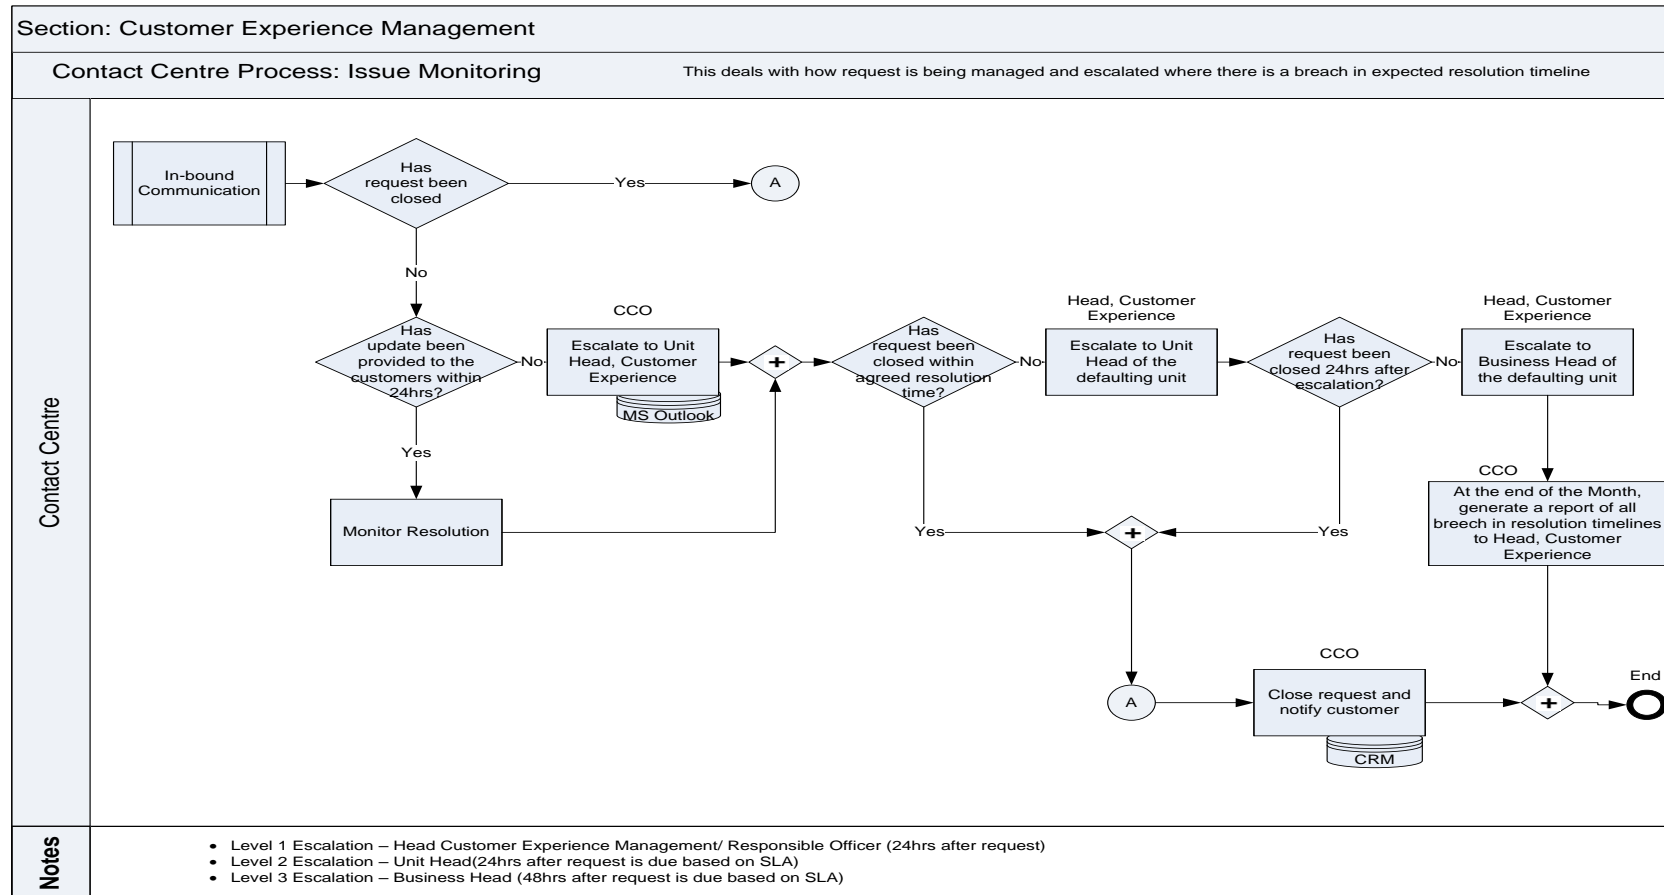 Section: Customer Experience Management
Contact Centre Process: Issue Monitoring
This deals with how request is being managed and escalated where there is a breach in expected resolution timeline
Contact Centre
In-bound
Communication
Has
request been
closed
Yes
A
No
Has
update been
provided to the
customers within
24hrs?
No
CCO
Escalate to Unit
Head, Customer
Experience
MS Outlook
+
Has
request been
closed within
agreed resolution
time?
No
Head, Customer
Experience
Escalate to Unit
Head of the
defaulting unit
Has
request been
closed 24hrs after
escalation?
No
Head, Customer
Experience
Escalate to
Business Head of
the defaulting unit
Yes
Monitor Resolution
Yes
+
Yes
CCO
At the end of the Month,
generate a report of all
breech in resolution timelines
to Head, Customer
Experience
A
CCO
Close request and
notify customer
CRM
+
End
Notes
• Level 1 Escalation – Head Customer Experience Management/ Responsible Officer (24hrs after request)
• Level 2 Escalation – Unit Head(24hrs after request is due based on SLA)
• Level 3 Escalation – Business Head (48hrs after request is due based on SLA)